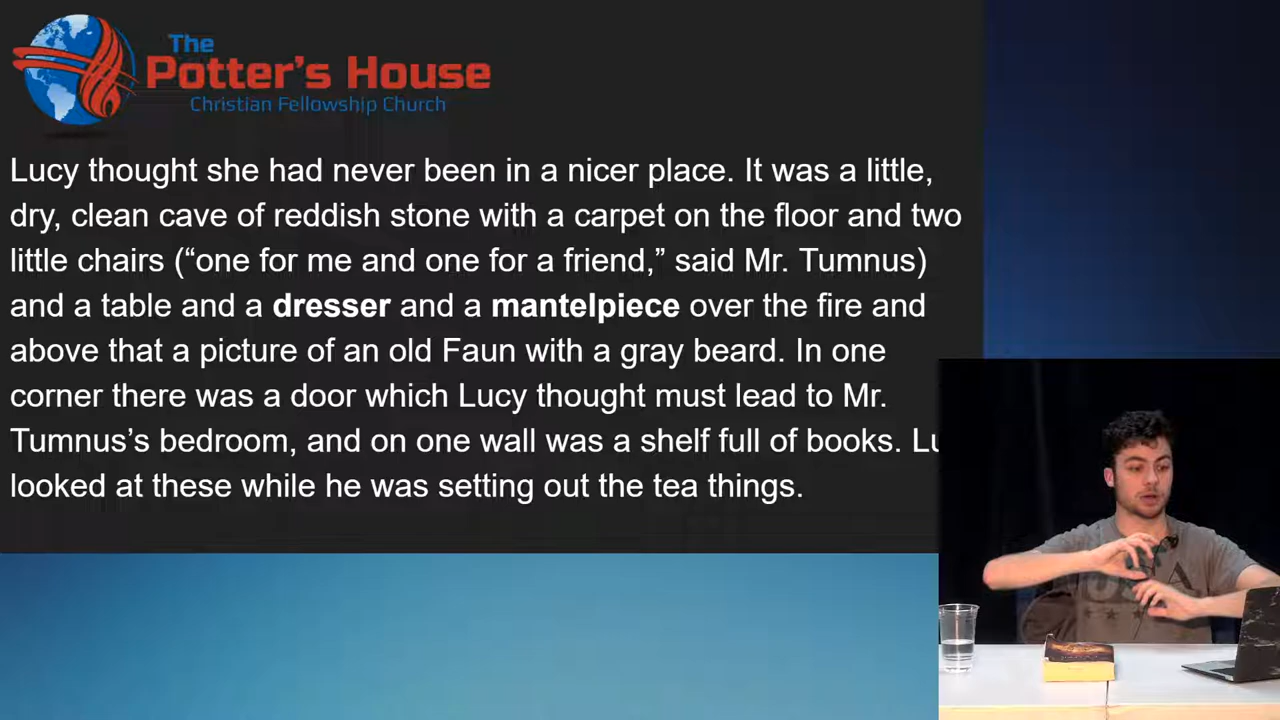 The
Potter's House
Christian Fellowship Church
Lucy thought she had never been in a nicer place. It was a little,
dry, clean cave of reddish stone with a carpet on the floor and two
little chairs (“one for me and one for a friend,” said Mr. Tumnus)
and a table and a dresser and a mantelpiece over the fire and
above that a picture of an old Faun with a gray beard. In one
corner there was a door which Lucy thought must lead to Mr.
Tumnus’s bedroom, and on one wall was a shelf full of books. Lu
looked at these while he was setting out the tea things.
USA